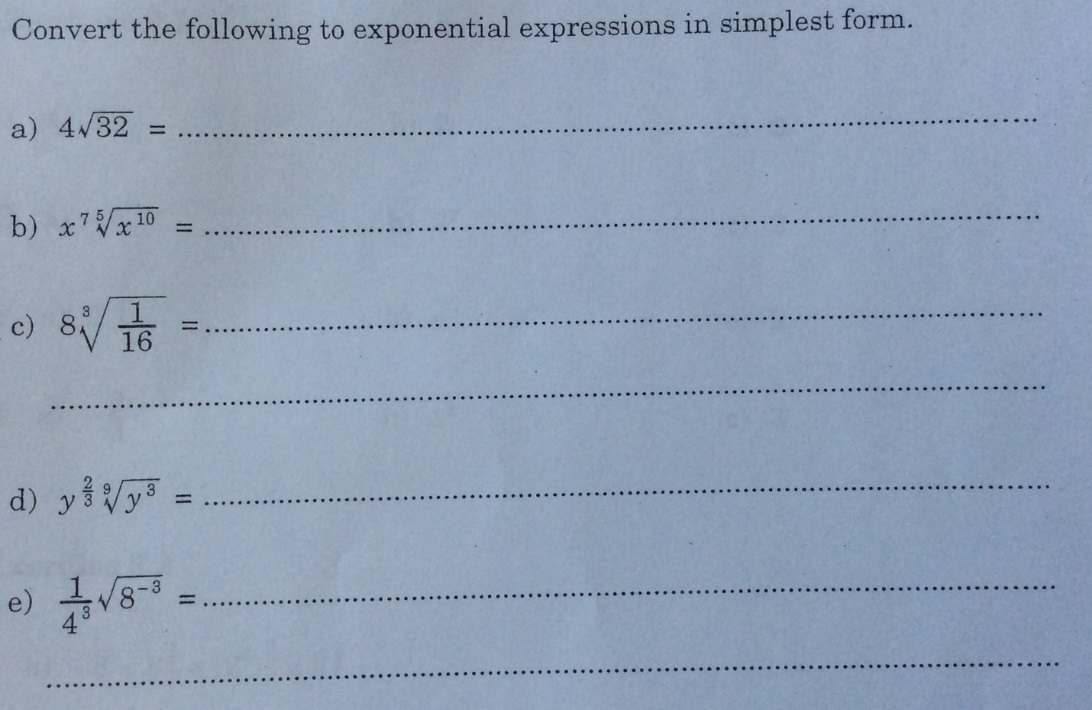 Convert the following to exponential expressions in simplest form.
a) 4√32 = ........................................
b) x⁷ ⁵√x¹⁰ = ........................................
c) 8 ³√(1/16) = ........................................
........................................
d) y^(2/3) ⁹√y³ = ........................................
e) 1/4³ √8⁻³ = ........................................
........................................